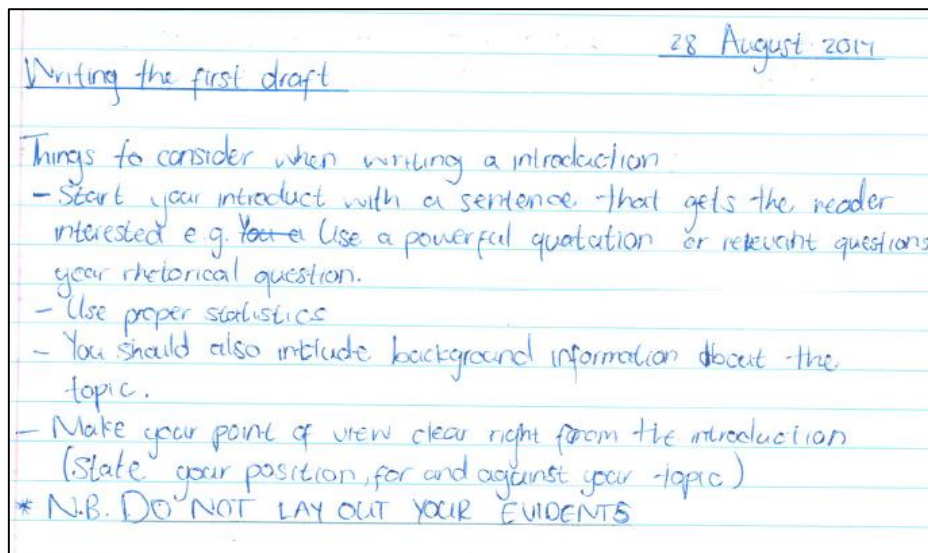 28 August 2017
Writing the first draft
Things to consider when writing a introduction:
- Start your introduct with a sentence that gets the reader
interested e.g. You a Use a powerful quatation or relevant questions
your rhetorical question.
- Use proper statistics
- You should also include background information about the
topic.
- Make your point of view clear right from the introduction
(State your position, for and against your topic)
* N.B. DO NOT LAY OUT YOUR EVIDENTS